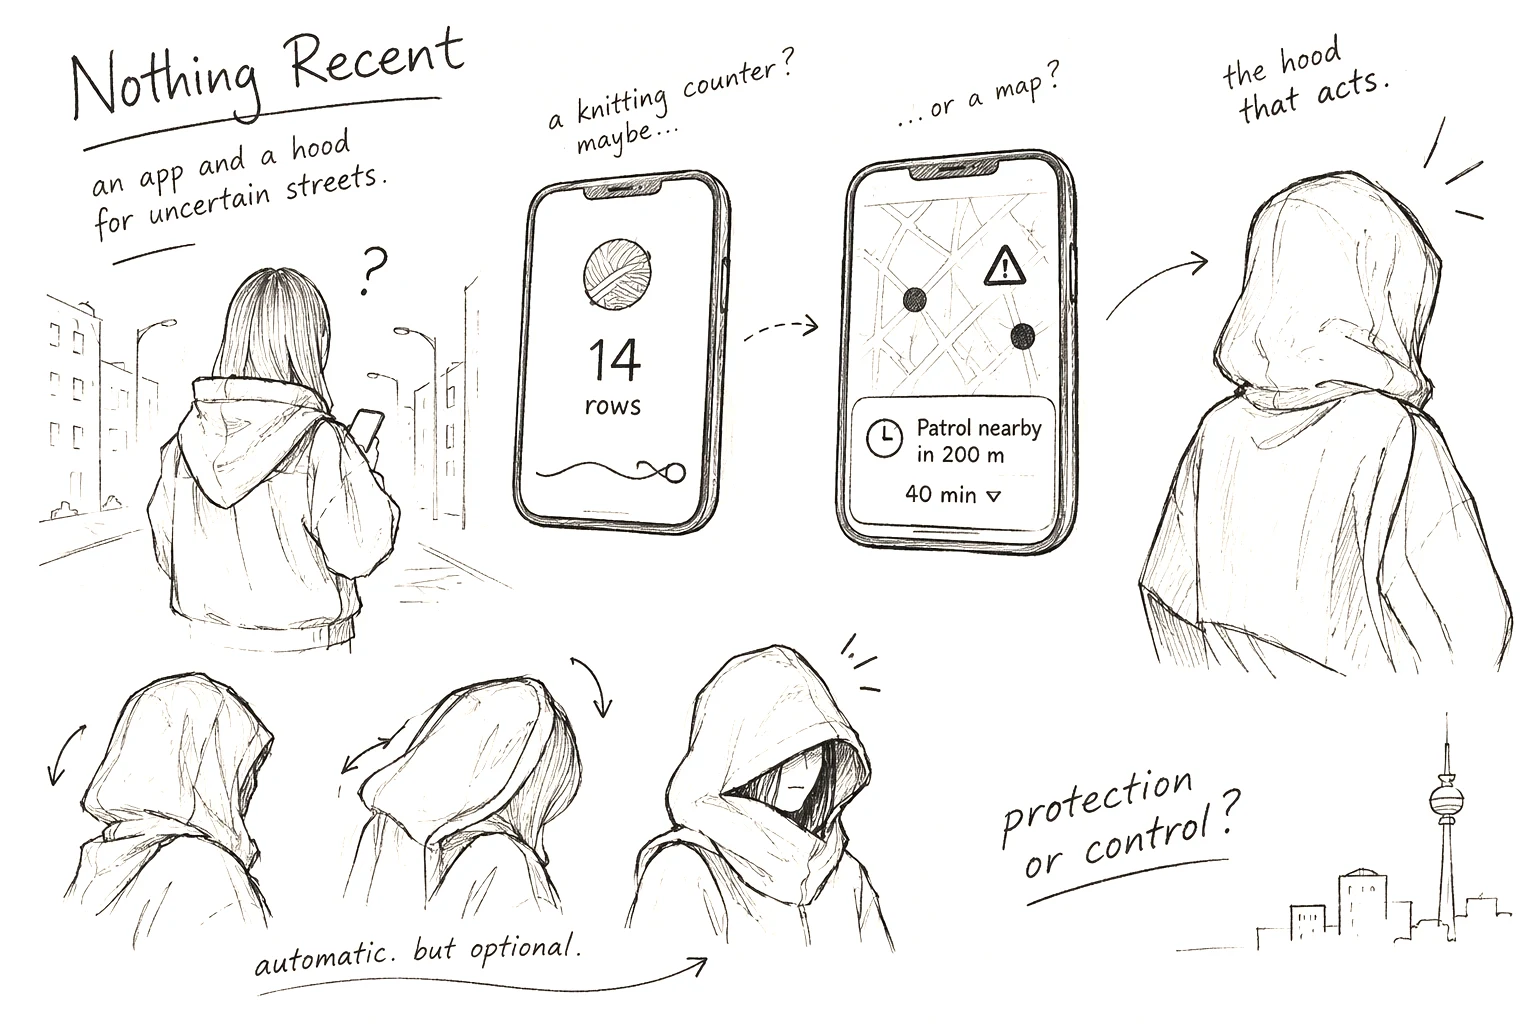 Nothing Recent
an app and a hood
for uncertain streets.
?
a knitting counter?
maybe...
14
rows
...or a map?
!
Patrol nearby
in 200 m
40 min
the hood
that acts.
automatic. but optional.
protection
or control?